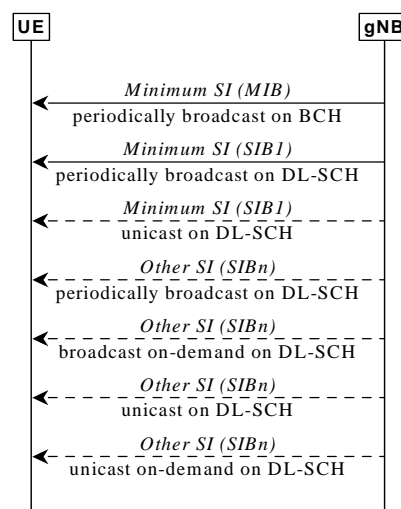 UE gNB
Minimum SI (MIB)
periodically broadcast on BCH
Minimum SI (SIB1)
periodically broadcast on DL-SCH
Minimum SI (SIB1)
unicast on DL-SCH
Other SI (SIBn)
periodically broadcast on DL-SCH
Other SI (SIBn)
broadcast on-demand on DL-SCH
Other SI (SIBn)
unicast on DL-SCH
Other SI (SIBn)
unicast on-demand on DL-SCH